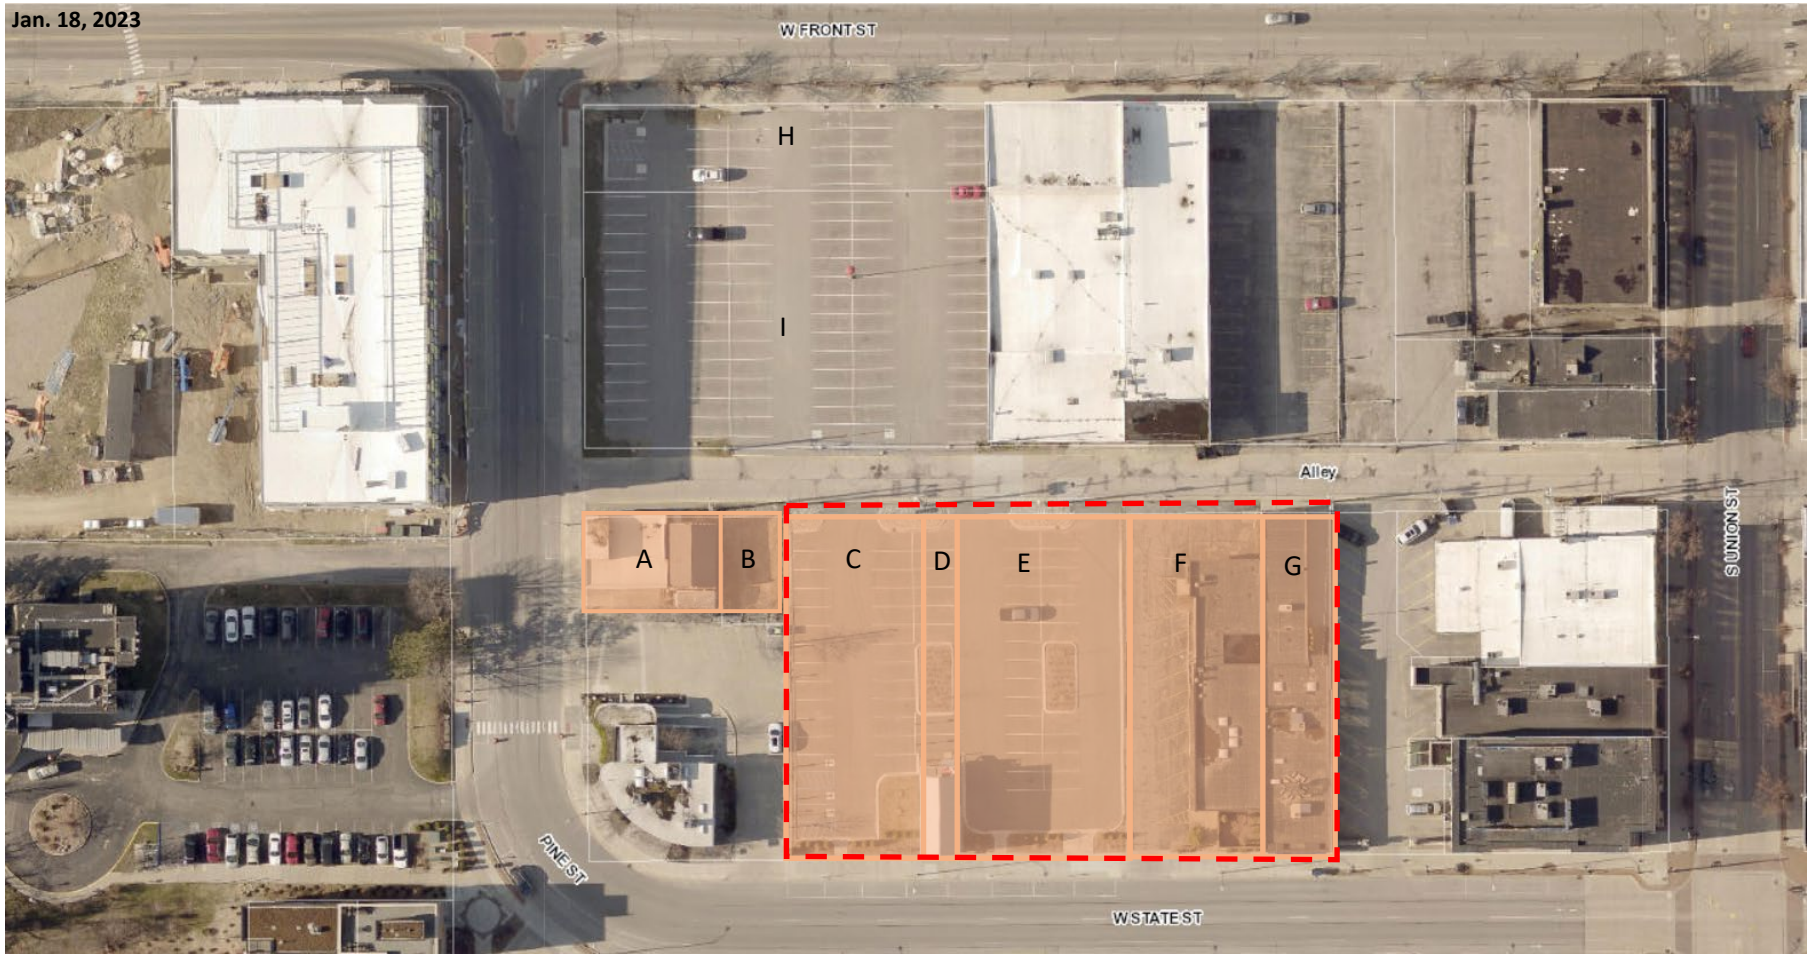 Jan. 18, 2023
W FRONT ST
H
I
Alley
A
B
C
D
E
F
G
S UNION ST
PINE ST
W STATE ST